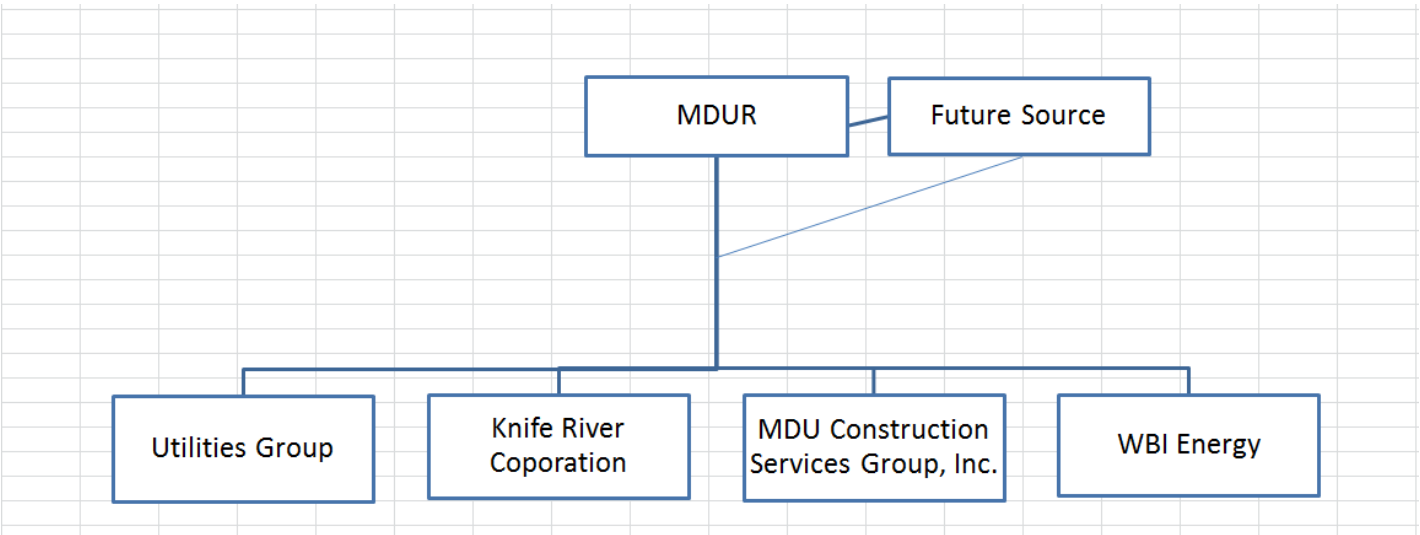 MDUR
Future Source
Utilities Group
Knife River
Coporation
MDU Construction
Services Group, Inc.
WBI Energy